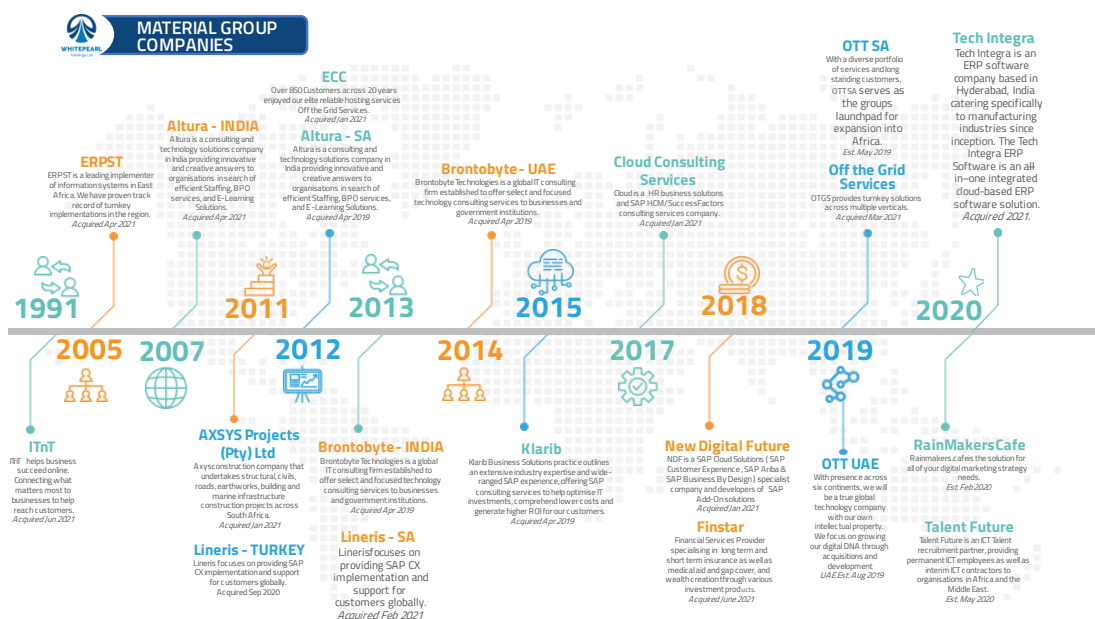 WHITEPEARL
Holdings Ltd.
MATERIAL GROUP
COMPANIES
ERPST
ERPST is a leading implementer
of information systems in East
Africa. We have proven track
record of turnkey
implementations in the region.
Acquired Apr 2021
Altura - INDIA
Altura is a consulting and
technology solutions company
in India providing innovative
and creative answers to
organisations in search of
efficient Staffing, BPO
services, and E-Learning
Solutions.
Acquired Apr 2021
ECC
Over 850 Customers across 20 years
enjoyed our elite reliable hosting services
Off the Grid Services.
Acquired Jan 2021
Altura - SA
Altura is a consulting and
technology solutions company in
India providing innovative and
creative answers to
organisations in search of
efficient Staffing, BPO services,
and E-Learning Solutions.
Acquired Apr 2019
Brontobyte- UAE
Brontobyte Technologies is a global IT consulting
firm established to offer select and focused
technology consulting services to businesses and
government institutions.
Acquired Apr 2019
Cloud Consulting
Services
Cloud is a HR business solutions
and SAP HCM/SuccessFactors
consulting services company.
Acquired Jan 2021
OTT SA
With a diverse portfolio
of services and long
standing customers,
OTT SA serves as
the groups
launchpad for
expansion into
Africa.
Est. May 2019
Off the Grid
Services
OTGS provides turnkey solutions
across multiple verticals.
Acquired Mar 2021
Tech Integra
Tech Integra is an
ERP software
company based in
Hyderabad, India
catering specifically
to manufacturing
industries since
inception. The Tech
Integra ERP
Software is an all-
in-one integrated
cloud-based ERP
software solution.
Acquired 2021.
1991
2005
2007
2011
2012
2013
2014
2015
2017
2018
2019
2020
ITnT
ITnT helps business
succeed online.
Connecting what
matters most to
businesses to help
reach customers.
Acquired Jun 2021
AXSYS Projects
(Pty) Ltd
Axys construction company that
undertakes structural, civils,
roads, earthworks, building and
marine infrastructure
construction projects across
South Africa.
Acquired Jan 2021
Lineris - TURKEY
Lineris focuses on providing SAP
CX implementation and support
for customers globally.
Acquired Sep 2020
Brontobyte- INDIA
Brontobyte Technologies is a global
IT consulting firm established to
offer select and focused technology
consulting services to businesses
and government institutions.
Acquired Apr 2019
Lineris - SA
Lineris focuses on
providing SAP CX
implementation and
support for
customers globally.
Acquired Feb 2021
Klarib
Klarib Business Solutions practice outlines
an extensive industry expertise and wide-
ranged SAP experience, offering SAP
consulting services to help optimise IT
investments, comprehend lower costs and
generate higher ROI for our customers.
Acquired Apr 2019
New Digital Future
NDF is a SAP Cloud Solutions ( SAP
Customer Experience , SAP Ariba &
SAP Business By Design ) specialist
company and developers of SAP
Add-On solutions
Acquired Jan 2021
Finstar
Financial Services Provider
specialising in long term and
short term insurance as well as
medical aid and gap cover, and
wealth creation through various
investment products.
Acquired June 2021
OTT UAE
With presence across
six continents, we will
be a true global
technology company
with our own
intellectual property.
We focus on growing
our digital DNA through
acquisitions and
development
UAE Est. Aug 2019
RainMakersCafe
Rainmakers.cafe is the solution for
all of your digital marketing strategy
needs.
Est. Feb 2020
Talent Future
Talent Future is an ICT Talent
recruitment partner, providing
permanent ICT employees as well as
interim ICT contractors to
organisations in Africa and the
Middle East.
Est. May 2020